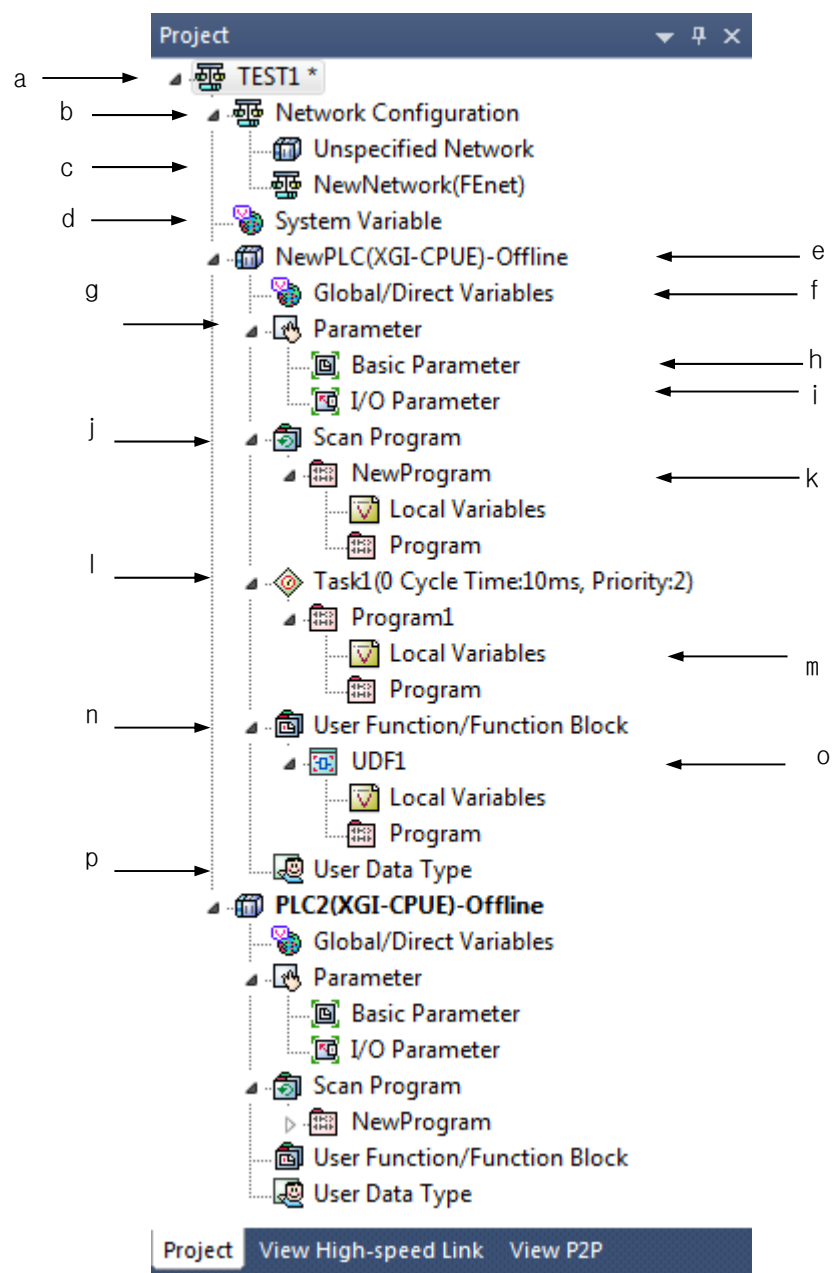 Project
a TEST1 *
b Network Configuration
Unspecified Network
c
NewNetwork(FEnet)
d System Variable
NewPLC(XGI-CPUE)-Offline e
Global/Direct Variables f
g
Parameter
Basic Parameter h
I/O Parameter i
j Scan Program
NewProgram k
Local Variables
Program
l Task1(0 Cycle Time:10ms, Priority:2)
Program1
Local Variables m
Program
n User Function/Function Block
UDF1 o
Local Variables
Program
p User Data Type
PLC2(XGI-CPUE)-Offline
Global/Direct Variables
Parameter
Basic Parameter
I/O Parameter
Scan Program
NewProgram
User Function/Function Block
User Data Type
Project View High-speed Link View P2P